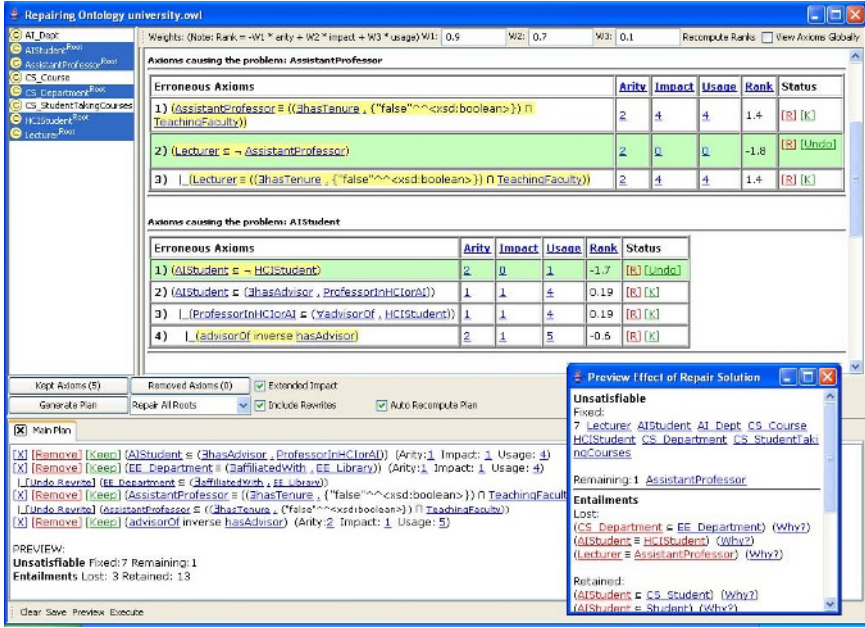 Repairing Ontology university.owl
AI_Dept
AIStudent Root
AssistantProfessor Root
CS_Course
CS_Department Root
CS_StudentTakingCourses
HCIStudent Root
Lecturer Root
Weights: (Note: Rank = -W1 * arity + W2 * impact + W3 * usage) W1: 0.9 W2: 0.7 W3: 0.1 Recompute Ranks View Axioms Globally
Axioms causing the problem: AssistantProfessor
Erroneous Axioms Arity Impact Usage Rank Status
1) (AssistantProfessor ≡ ((∃hasTenure . {"false"^^<xsd:boolean>}) ⊓
TeachingFaculty)) 2 4 4 1.4 [R] [K]
2) (Lecturer ⊑ ¬ AssistantProfessor) 2 0 0 -1.8 [R] [Undo]
3) |_(Lecturer ≡ ((∃hasTenure . {"false"^^<xsd:boolean>}) ⊓ TeachingFaculty)) 2 4 4 1.4 [R] [K]
Axioms causing the problem: AIStudent
Erroneous Axioms Arity Impact Usage Rank Status
1) (AIStudent ⊑ ¬ HCIStudent) 2 0 1 -1.7 [R] [Undo]
2) (AIStudent ⊑ (∃hasAdvisor . ProfessorInHCIorAI)) 1 1 4 0.19 [R] [K]
3) |_(ProfessorInHCIorAI ⊑ (∀advisorOf . HCIStudent)) 1 1 4 0.19 [R] [K]
4) |_(advisorOf inverse hasAdvisor) 2 1 5 -0.6 [R] [K]
Kept Axioms (5) Removed Axioms (0) Extended Impact
Generate Plan Repair All Roots Include Rewrites Auto Recompute Plan
Main Plan
[X] [Remove] [Keep] (AIStudent ⊑ (∃hasAdvisor . ProfessorInHCIorAI)) (Arity:1 Impact: 1 Usage: 4)
[X] [Remove] [Keep] (EE_Department ≡ (∃affiliatedWith . EE_Library)) (Arity:1 Impact: 1 Usage: 4)
|_[Undo Rewrite] (EE_Department ⊑ (∃affiliatedWith . EE_Library))
[X] [Remove] [Keep] (AssistantProfessor ≡ ((∃hasTenure . {"false"^^<xsd:boolean>}) ⊓ TeachingFacult
|_[Undo Rewrite] (AssistantProfessor ⊑ ((∃hasTenure . {"false"^^<xsd:boolean>}) ⊓ TeachingFaculty))
[X] [Remove] [Keep] (advisorOf inverse hasAdvisor) (Arity:2 Impact: 1 Usage: 5)
PREVIEW:
Unsatisfiable Fixed:7 Remaining:1
Entailments Lost: 3 Retained: 13
Clear Save Preview Execute
Preview Effect of Repair Solution
Unsatisfiable
Fixed:
7 Lecturer AIStudent AI_Dept CS_Course
HCIStudent CS_Department CS_StudentTaki
ngCourses
Remaining:1 AssistantProfessor
Entailments
Lost:
(CS_Department ⊑ EE_Department) (Why?)
(AIStudent ≡ HCIStudent) (Why?)
(Lecturer ≡ AssistantProfessor) (Why?)
Retained:
(AIStudent ⊑ CS_Student) (Why?)
(AIStudent ⊑ Student) (Why?)